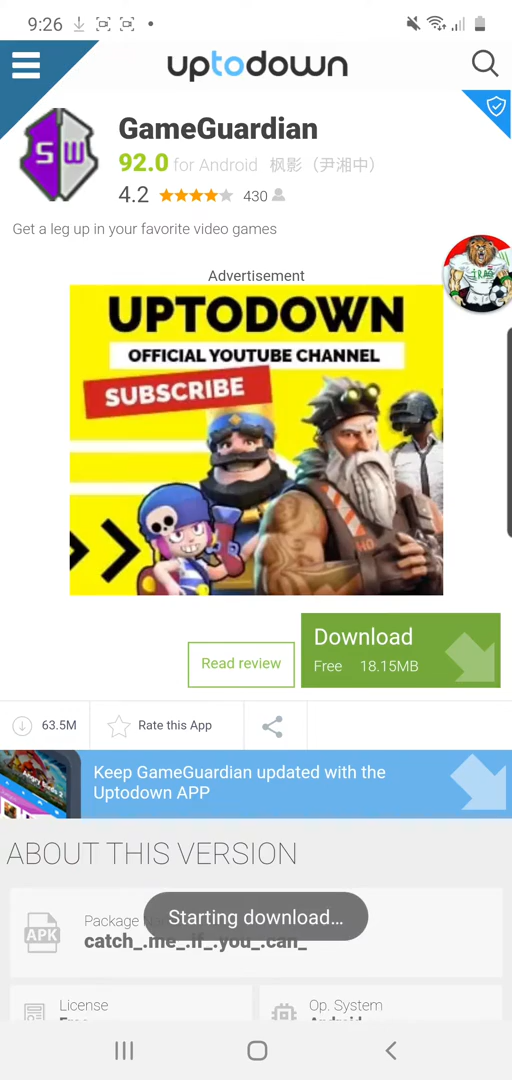 9:26
uptodown
GameGuardian
92.0 for Android 枫影（尹湘中）
4.2 430
Get a leg up in your favorite video games
Advertisement
UPTODOWN
OFFICIAL YOUTUBE CHANNEL
SUBSCRIBE
Download
Free 18.15MB
Read review
63.5M
Rate this App
Keep GameGuardian updated with the
Uptodown APP
ABOUT THIS VERSION
Starting download...
APK
catch_.me_.if_.you_.can_
License
Op. System